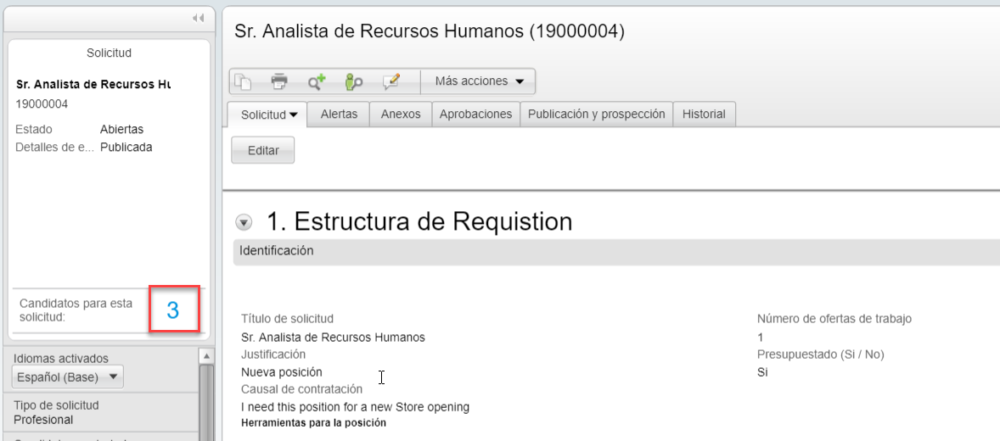 Solicitud
Sr. Analista de Recursos Hu
19000004
Estado Abiertas
Detalles de e... Publicada
Candidatos para esta
solicitud:
3
Idiomas activados
Español (Base)
Tipo de solicitud
Profesional
Sr. Analista de Recursos Humanos (19000004)
Más acciones
Solicitud Alertas Anexos Aprobaciones Publicación y prospección Historial
Editar
1. Estructura de Requistion
Identificación
Título de solicitud
Sr. Analista de Recursos Humanos
Justificación
Nueva posición
Causal de contratación
I need this position for a new Store opening
Herramientas para la posición
Número de ofertas de trabajo
1
Presupuestado (Si / No)
Si